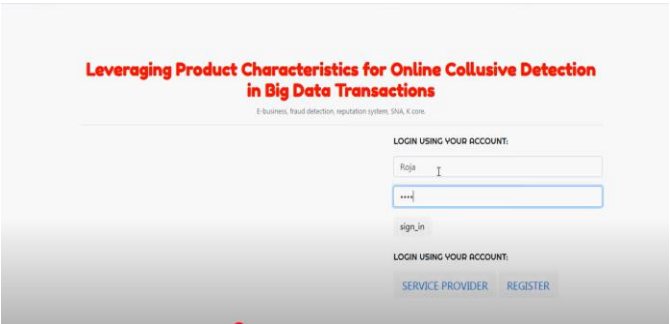 Leveraging Product Characteristics for Online Collusive Detection
in Big Data Transactions
E-business, fraud detection, reputation system, SNA, K core.
LOGIN USING YOUR ACCOUNT:
Roja
••••
sign_in
LOGIN USING YOUR ACCOUNT:
SERVICE PROVIDER REGISTER